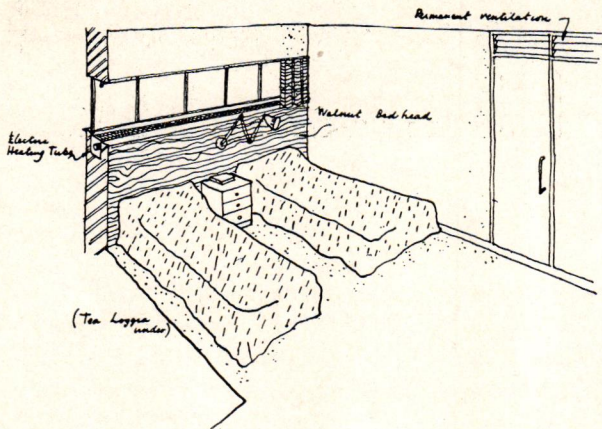 Permanent ventilation
Walnut Bed head
Electric
Heating Tube
(Tea Loggia
under)